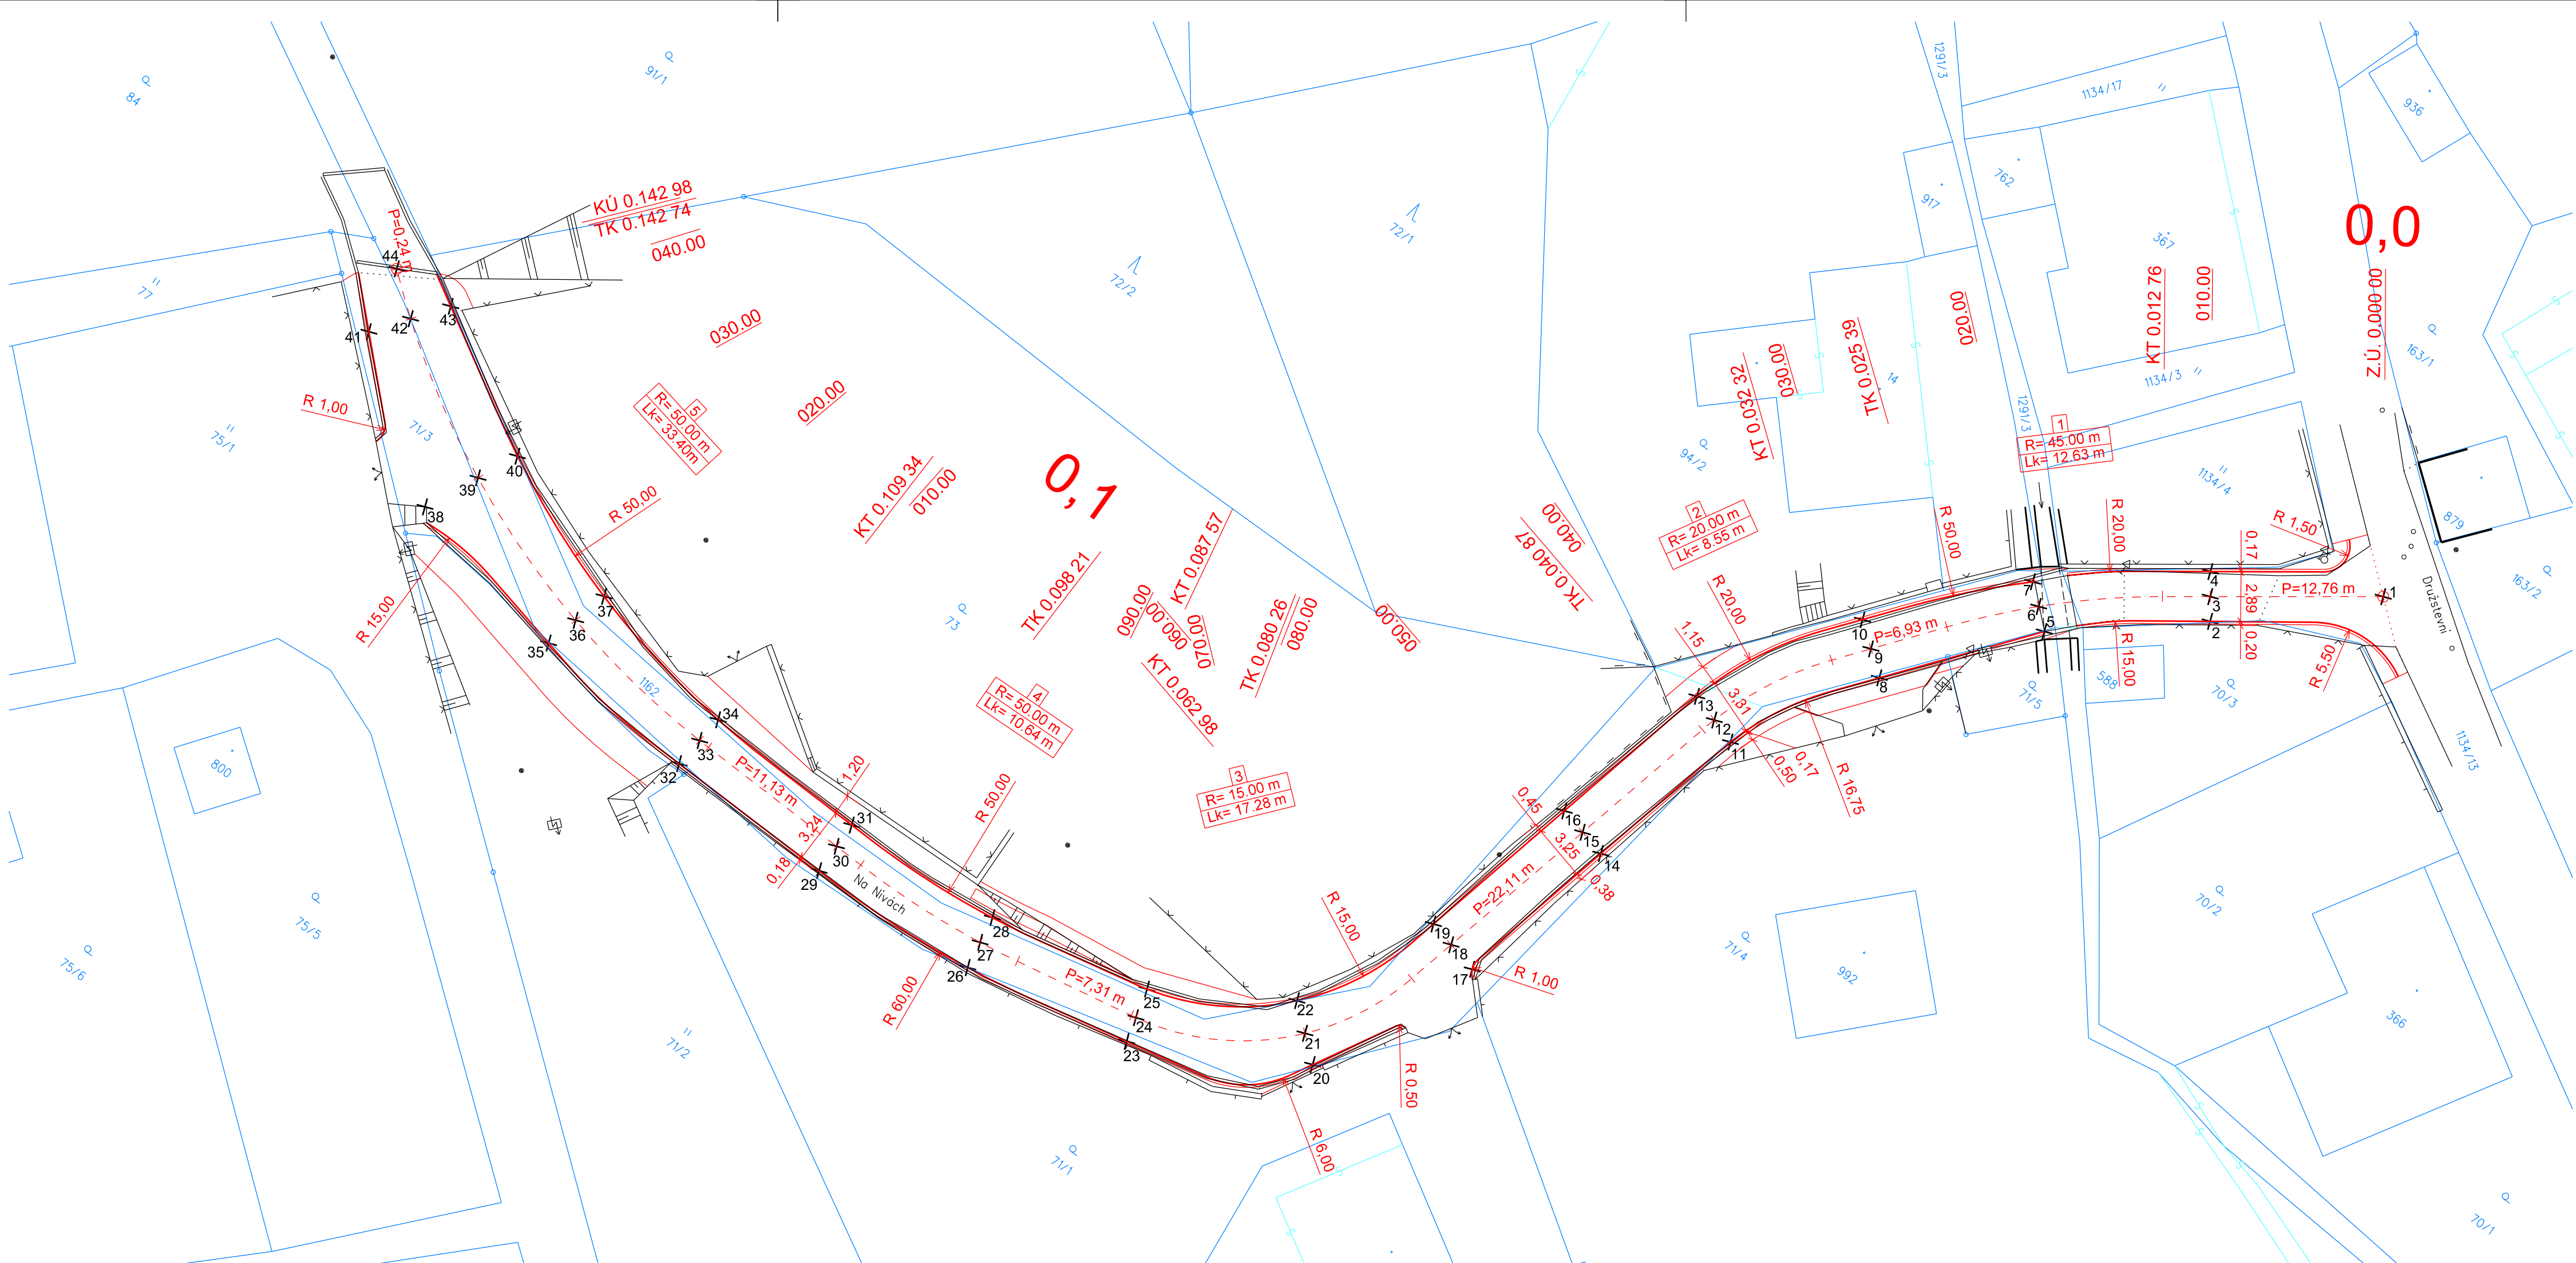 84
91/1
1291/3
1134/17
936
762
917
367
0,0
KÚ 0.142 98
TK 0.142 74
040.00
72/1
72/2
P=0,24 m
44
77
030.00
43
42
41
020.00
5
R= 50.00 m
Lk= 33.40m
R 1,00
71/3
75/1
40
39
38
R 50,00
KT 0.109 34
010.00
0,1
KT 0.012 76
010.00
Z.Ú. 0.000 00
020.00
TK 0.025 39
030.00
KT 0.032 32
14
1134/3
163/1
1291/3
1
R= 45.00 m
Lk= 12.63 m
94/2
040.00
TK 0.040 87
2
R= 20.00 m
Lk= 8.55 m
1134/4
R 50,00
R 20,00
R 1,50
879
0,17
163/2
Družstevní
P=12,76 m
1
4
3
2
2,89
0,20
R 15,00
R 5,50
7
6
5
588
71/5
70/3
1134/13
R 15,00
37
36
35
1162
73
TK 0.098 21
KT 0.087 57
090.00
060.00
070.00
TK 0.080 26
080.00
KT 0.062 98
050.00
R 20,00
1,15
10
P=6,93 m
9
8
3,31
13
12
11
0,17
0,50
R 16,75
4
R= 50.00 m
Lk= 10.64 m
3
R= 15.00 m
Lk= 17.28 m
34
33
32
P=11,13 m
1,20
31
3,24
30
0,18
29
Na Nivách
R 50,00
28
27
26
R 60,00
P=7,31 m
25
24
23
R 15,00
22
21
20
R 6,00
R 0,50
R 1,00
17
18
19
P=22,11 m
0,45
3,25
0,38
16
15
14
800
75/5
75/6
71/2
71/1
71/4
992
70/2
366
70/1